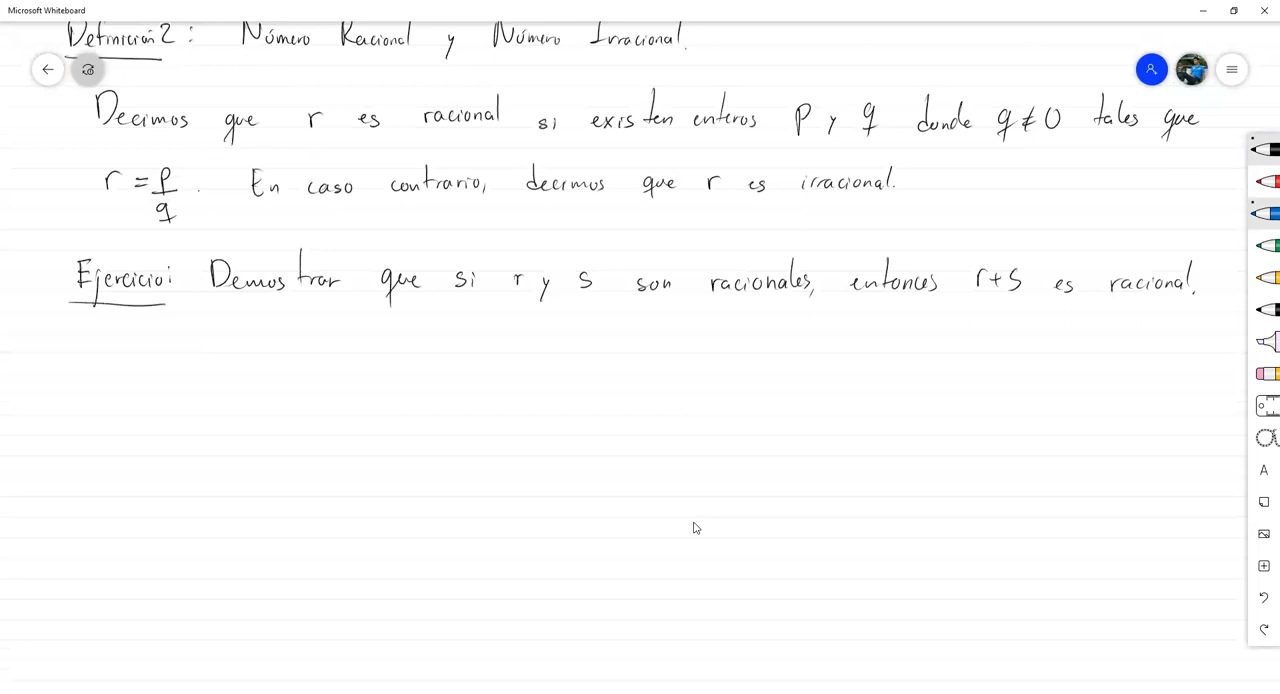 Microsoft Whiteboard
Definición 2: Número Racional y Número Irracional.
Decimos que r es racional si existen enteros p y q donde q ≠ 0 tales que
r = p/q. En caso contrario, decimos que r es irracional.
Ejercicio: Demostrar que si r y s son racionales, entonces r+s es racional.
A